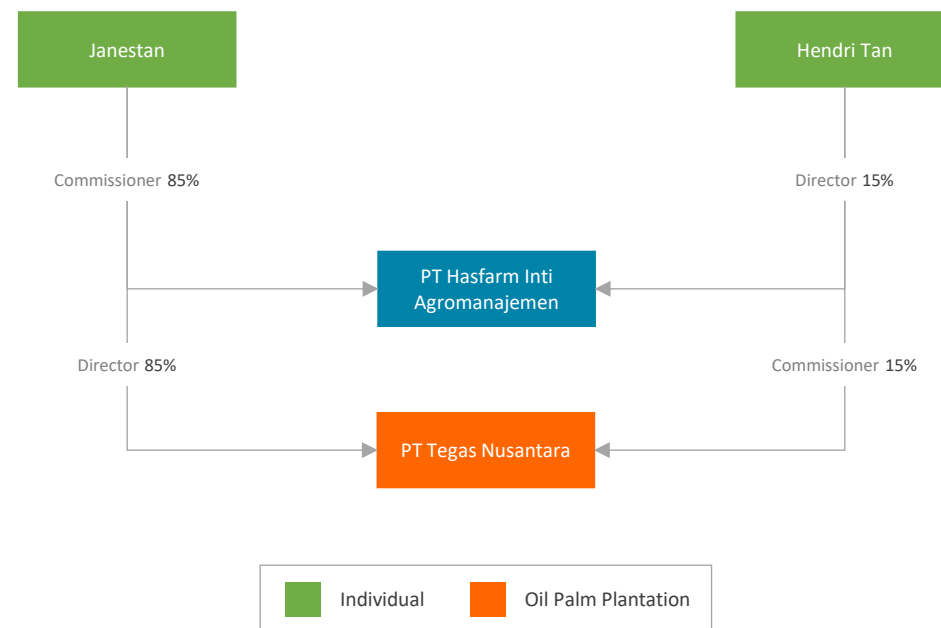 Janestan
Hendri Tan
Commissioner 85%
Director 15%
PT Hasfarm Inti
Agromanajemen
Director 85%
Commissioner 15%
PT Tegas Nusantara
Individual
Oil Palm Plantation